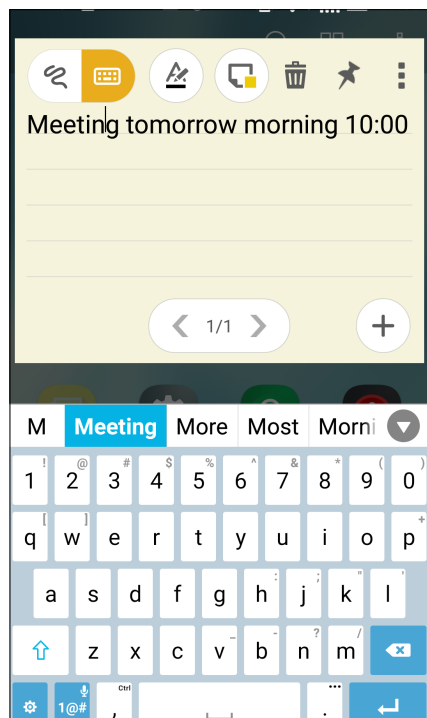 Meeting tomorrow morning 10:00
1/1
M Meeting More Most Morni
! @ # $ % ^ & * ( )
1 2 3 4 5 6 7 8 9 0
[ ] +
q w e r t y u i o p
: ; " '
a s d f g h j k l
_ - ? /
z x c v b n m
Ctrl ...
1@# , .